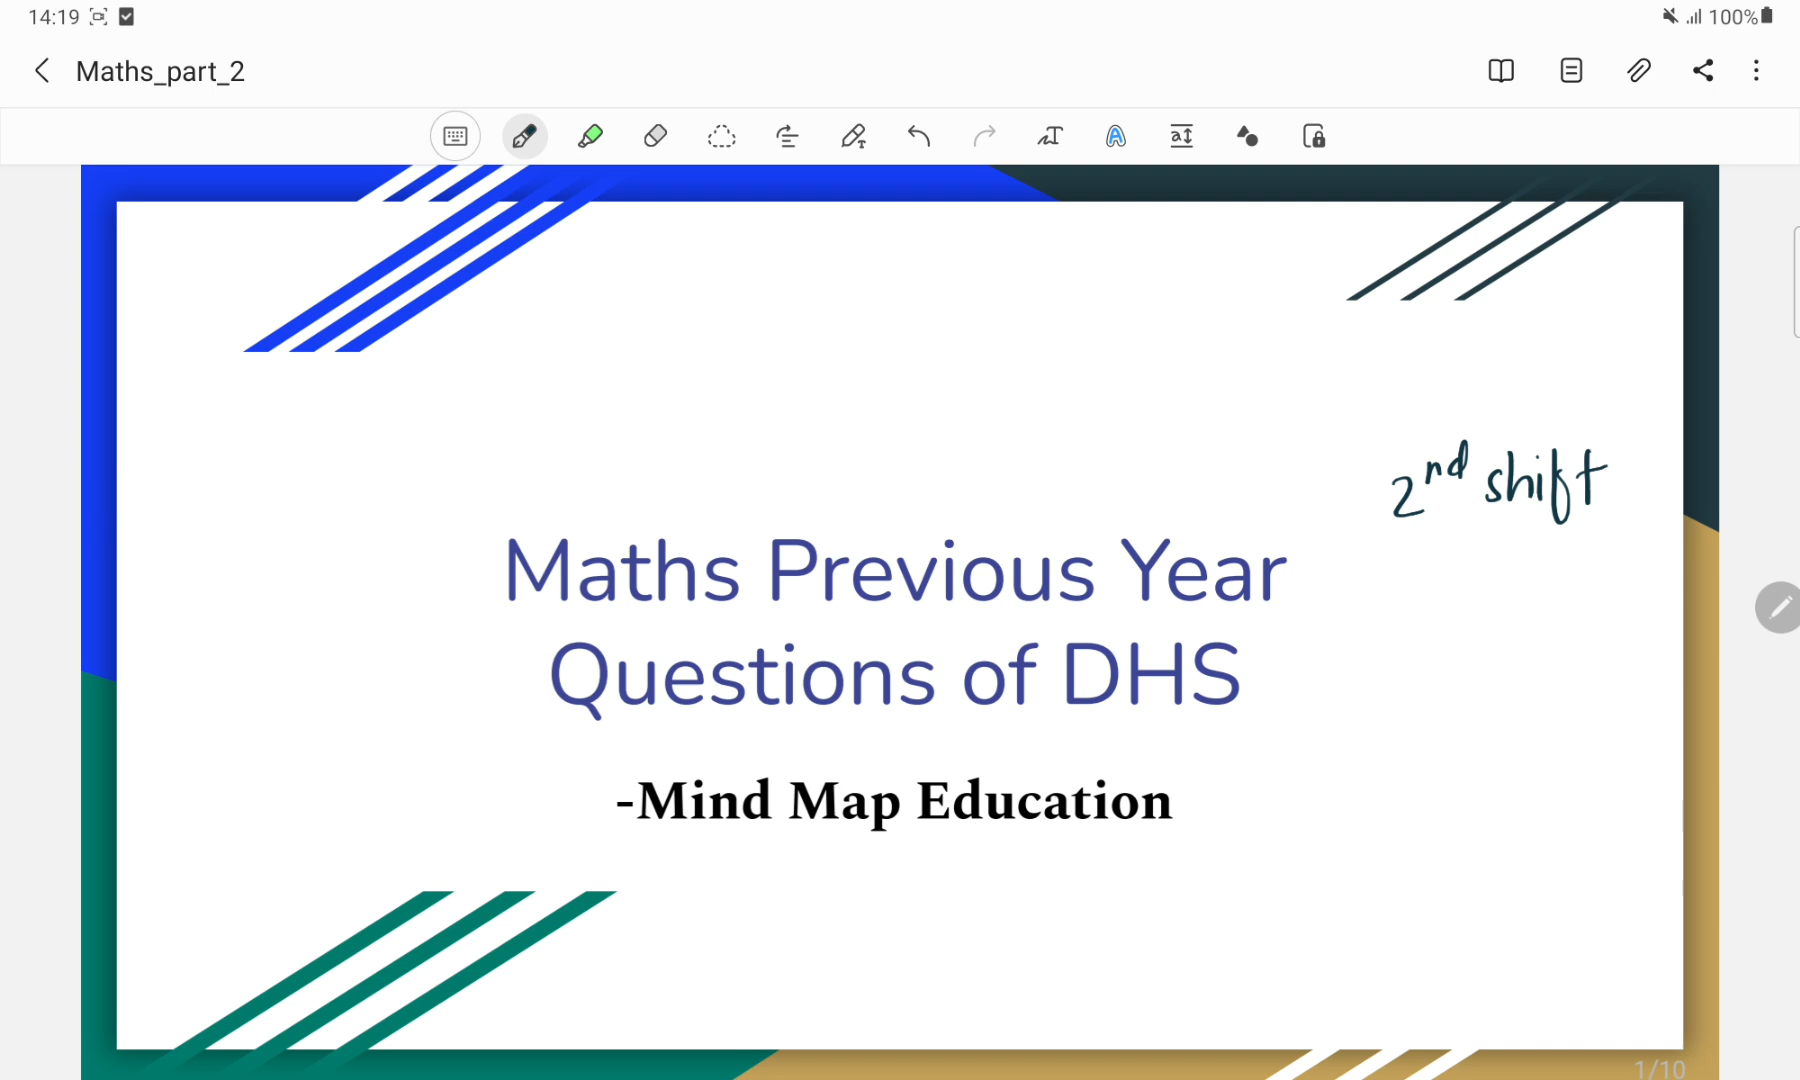 14:19
100%
Maths_part_2
2nd shift
Maths Previous Year
Questions of DHS
-Mind Map Education
1/10